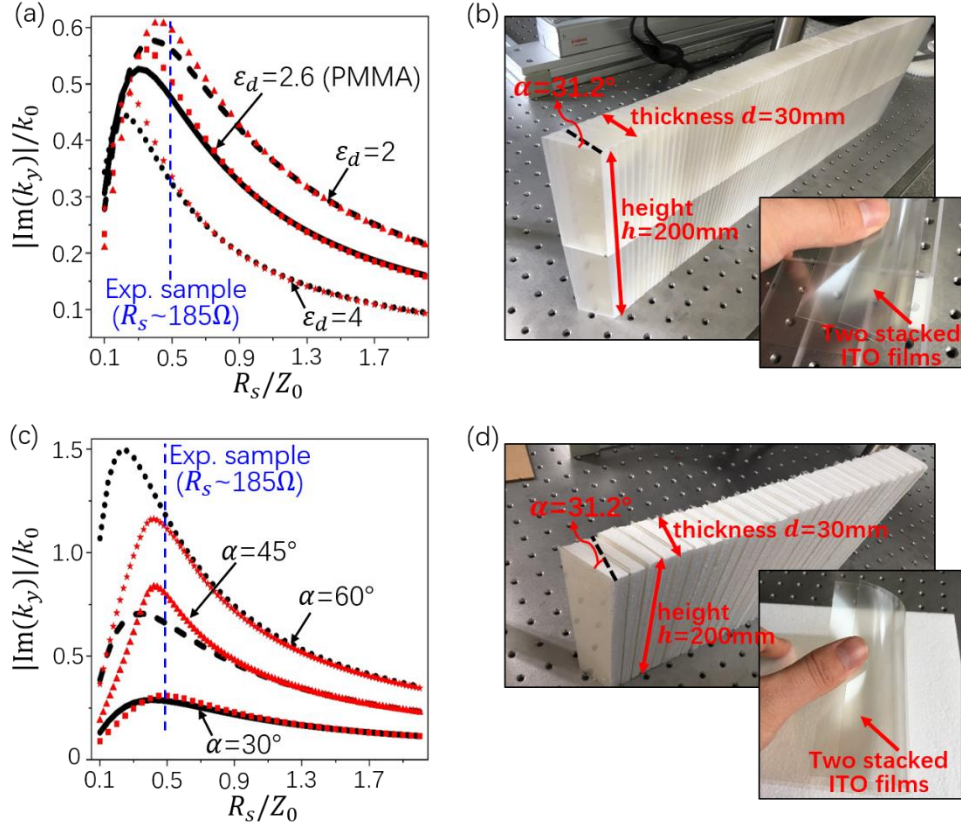 (a)
0.6
0.5
0.4
0.3
0.2
0.1
|Im(k_y)|/k_0
ε_d=2.6 (PMMA)
ε_d=2
ε_d=4
Exp. sample
(R_s~185Ω)
0.1 0.5 0.9 1.3 1.7
R_s/Z_0
(b)
α=31.2°
thickness d=30mm
height
h=200mm
Two stacked
ITO films
(c)
1.5
1.0
0.5
0
|Im(k_y)|/k_0
Exp. sample
(R_s~185Ω)
α=45°
α=60°
α=30°
0.1 0.5 0.9 1.3 1.7
R_s/Z_0
(d)
α=31.2°
thickness d=30mm
height
h=200mm
Two stacked
ITO films